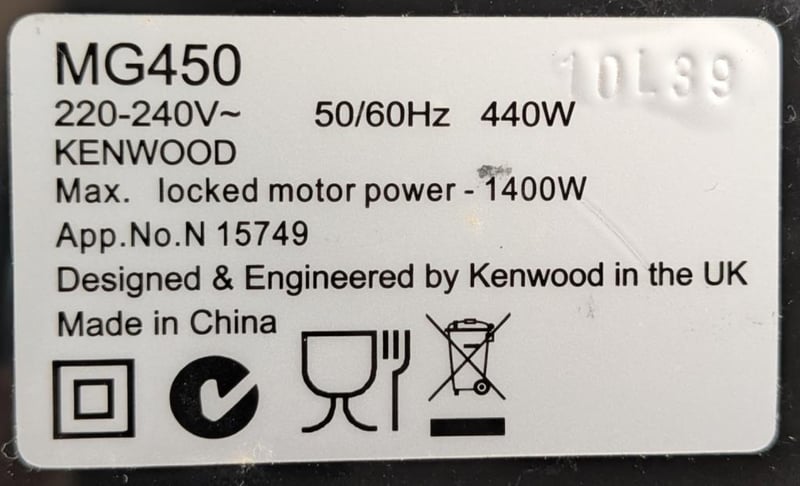 MG450
10L39
220-240V~ 50/60Hz 440W
KENWOOD
Max. locked motor power - 1400W
App.No.N 15749
Designed & Engineered by Kenwood in the UK
Made in China